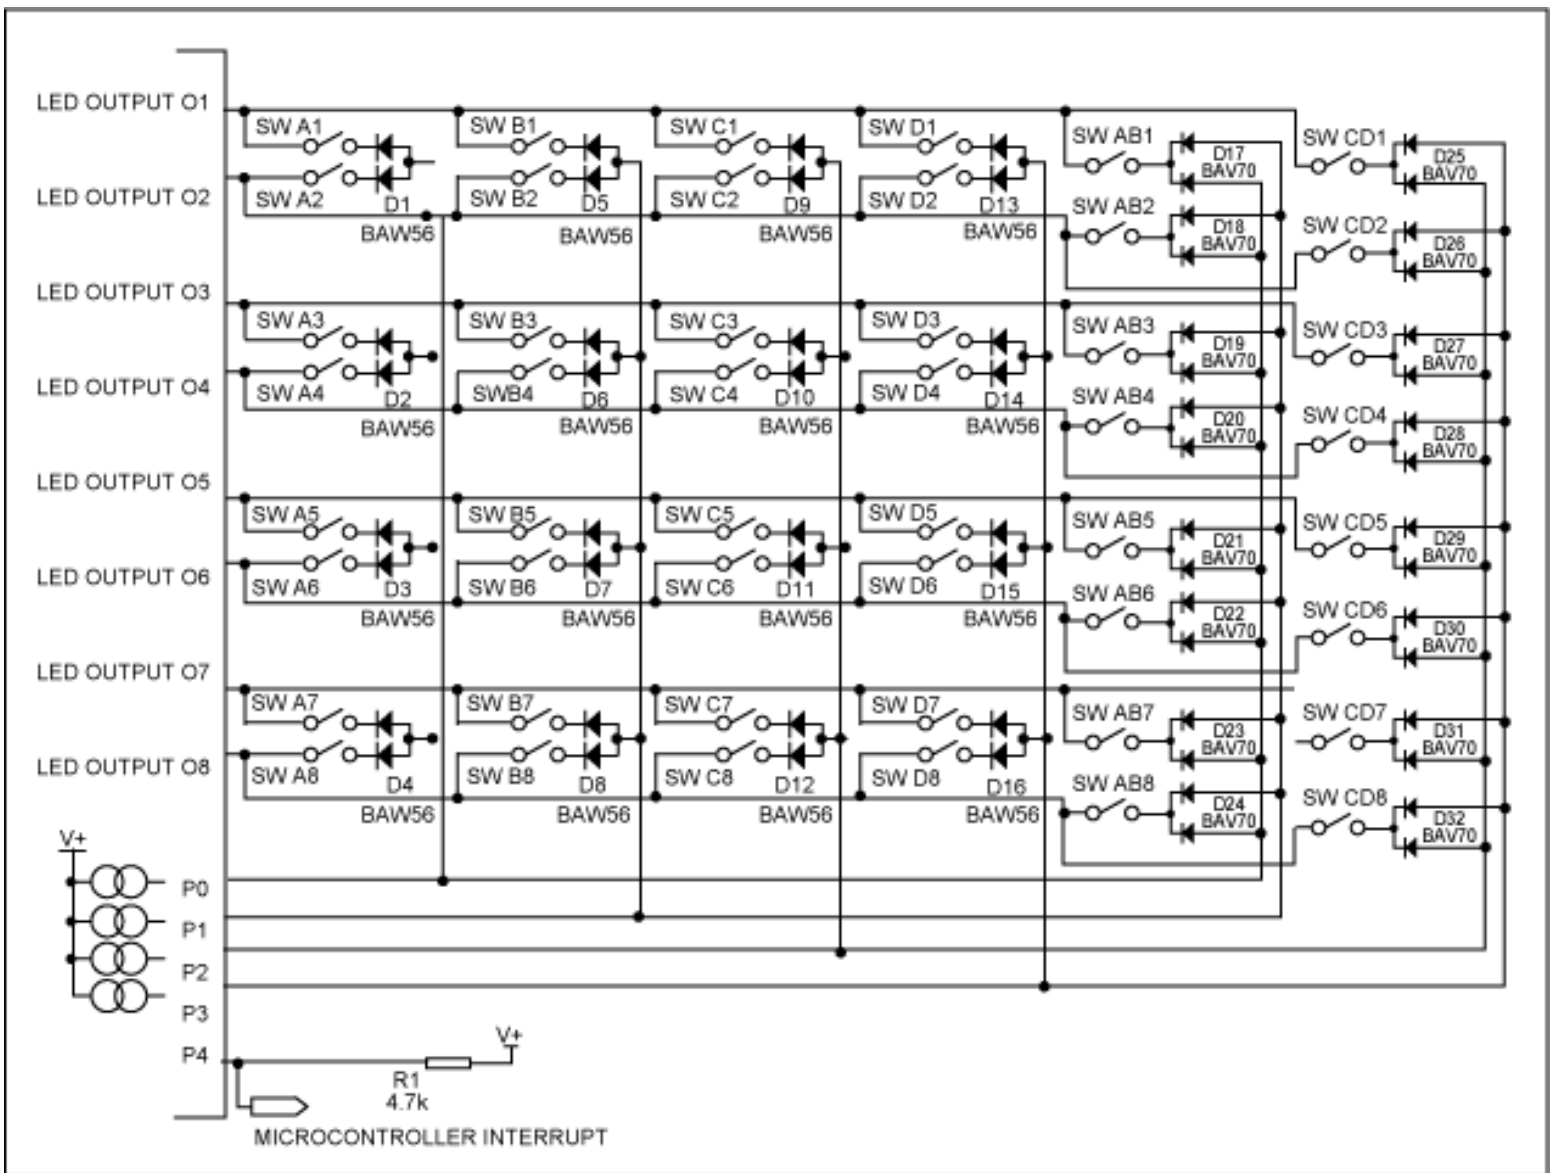 LED OUTPUT O1
SW A1
SW B1
SW C1
SW D1
SW AB1
SW CD1
D17
BAV70
D25
BAV70
LED OUTPUT O2
SW A2
D1
SW B2
D5
SW C2
D9
SW D2
D13
SW AB2
SW CD2
BAW56
BAW56
BAW56
BAW56
D18
BAV70
D26
BAV70
LED OUTPUT O3
SW A3
SW B3
SW C3
SW D3
SW AB3
SW CD3
D19
BAV70
D27
BAV70
LED OUTPUT O4
SW A4
D2
SWB4
D6
SW C4
D10
SW D4
D14
SW AB4
SW CD4
BAW56
BAW56
BAW56
BAW56
D20
BAV70
D28
BAV70
LED OUTPUT O5
SW A5
SW B5
SW C5
SW D5
SW AB5
SW CD5
D21
BAV70
D29
BAV70
LED OUTPUT O6
SW A6
D3
SW B6
D7
SW C6
D11
SW D6
D15
SW AB6
SW CD6
BAW56
BAW56
BAW56
BAW56
D22
BAV70
D30
BAV70
LED OUTPUT O7
SW A7
SW B7
SW C7
SW D7
SW AB7
SW CD7
D23
BAV70
D31
BAV70
LED OUTPUT O8
SW A8
D4
SW B8
D8
SW C8
D12
SW D8
D16
SW AB8
SW CD8
BAW56
BAW56
BAW56
BAW56
D24
BAV70
D32
BAV70
V+
P0
P1
P2
P3
P4
V+
R1
4.7k
MICROCONTROLLER INTERRUPT